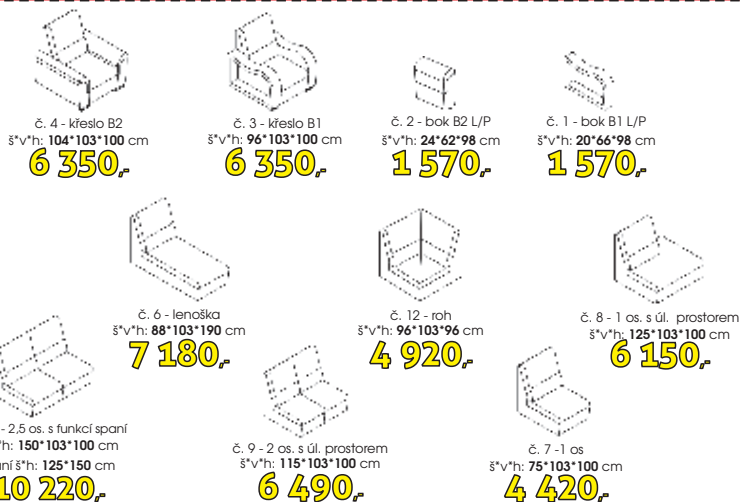 č. 4 - křeslo B2
š*v*h: 104*103*100 cm
6 350,-
č. 3 - křeslo B1
š*v*h: 96*103*100 cm
6 350,-
č. 2 - bok B2 L/P
š*v*h: 24*62*98 cm
1 570,-
č. 1 - bok B1 L/P
š*v*h: 20*66*98 cm
1 570,-
č. 6 - lenoška
š*v*h: 88*103*190 cm
7 180,-
č. 12 - roh
š*v*h: 96*103*96 cm
4 920,-
č. 8 - 1 os. s úl. prostorem
š*v*h: 125*103*100 cm
6 150,-
- 2,5 os. s funkcí spaní
*h: 150*103*100 cm
ní š*h: 125*150 cm
10 220,-
č. 9 - 2 os. s úl. prostorem
š*v*h: 115*103*100 cm
6 490,-
č. 7 -1 os
š*v*h: 75*103*100 cm
4 420,-